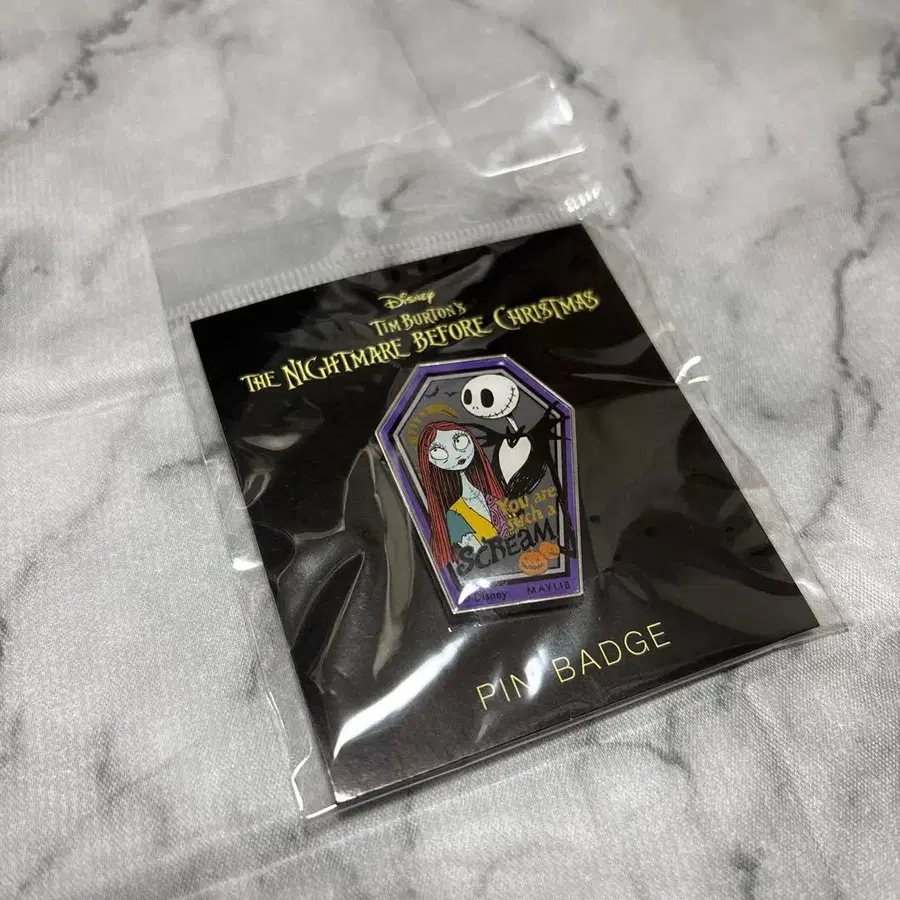 Disney
TIM BURTON'S
THE NIGHTMARE BEFORE CHRISTMAS
You are
such a
SCREAM
©Disney MAYLIB
PIN BADGE